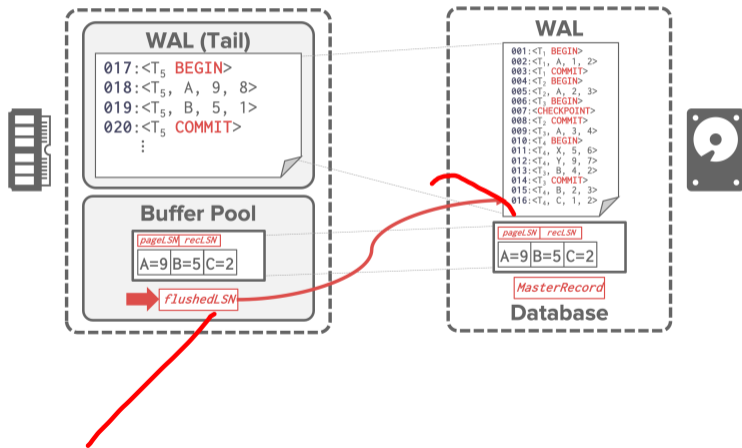 WAL (Tail)
017:<T5 BEGIN>
018:<T5, A, 9, 8>
019:<T5, B, 5, 1>
020:<T5 COMMIT>
⋮
Buffer Pool
pageLSN recLSN
A=9 B=5 C=2
flushedLSN
WAL
001:<T1 BEGIN>
002:<T1, A, 1, 2>
003:<T1 COMMIT>
004:<T2 BEGIN>
005:<T2, A, 2, 3>
006:<T3 BEGIN>
007:<CHECKPOINT>
008:<T2 COMMIT>
009:<T3, A, 3, 4>
010:<T4 BEGIN>
011:<T4, X, 5, 6>
012:<T4, Y, 9, 7>
013:<T3, B, 4, 2>
014:<T3 COMMIT>
015:<T4, B, 2, 3>
016:<T4, C, 1, 2>
pageLSN recLSN
A=9 B=5 C=2
MasterRecord
Database